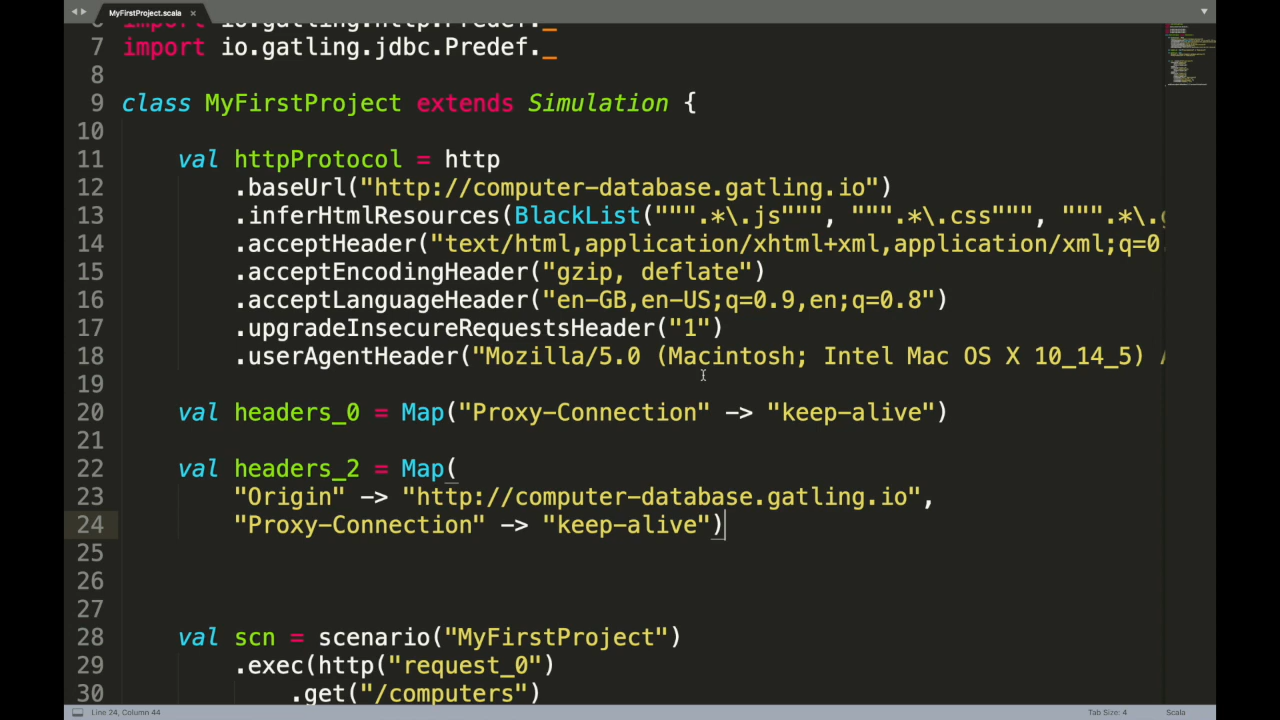 MyFirstProject.scala ×
6 import io.gatling.http.Predef._
7 import io.gatling.jdbc.Predef._
8
9 class MyFirstProject extends Simulation {
10
11 val httpProtocol = http
12 .baseUrl("http://computer-database.gatling.io")
13 .inferHtmlResources(BlackList(""".*\.js""", """.*\.css""", """.*\.g
14 .acceptHeader("text/html,application/xhtml+xml,application/xml;q=0.
15 .acceptEncodingHeader("gzip, deflate")
16 .acceptLanguageHeader("en-GB,en-US;q=0.9,en;q=0.8")
17 .upgradeInsecureRequestsHeader("1")
18 .userAgentHeader("Mozilla/5.0 (Macintosh; Intel Mac OS X 10_14_5) A
19
20 val headers_0 = Map("Proxy-Connection" -> "keep-alive")
21
22 val headers_2 = Map(
23 "Origin" -> "http://computer-database.gatling.io",
24 "Proxy-Connection" -> "keep-alive")
25
26
27
28 val scn = scenario("MyFirstProject")
29 .exec(http("request_0")
30 .get("/computers")
Line 24, Column 44
Tab Size: 4
Scala